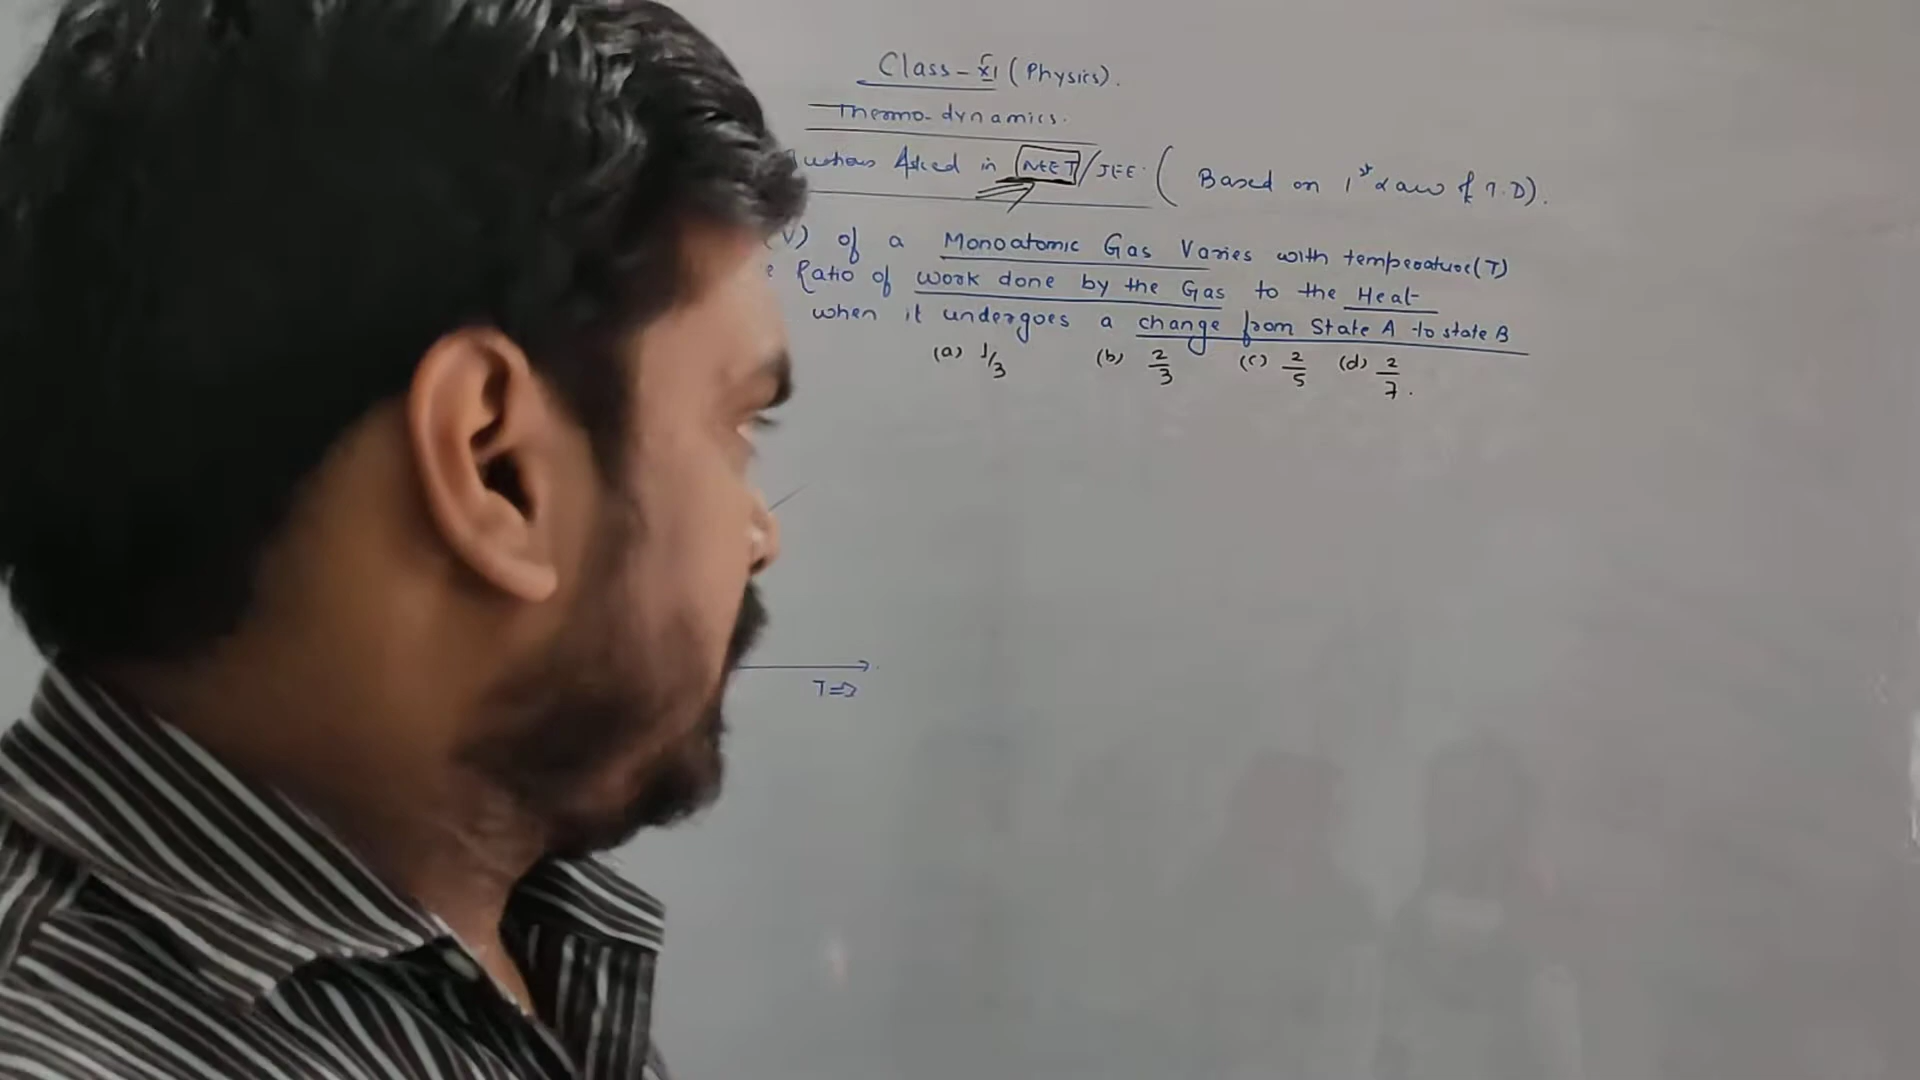 Class - XI (Physics).
Thermo-dynamics.
Asked in NEET/JEE. ( Based on 1st Law of T.D).
(V) of a Monoatomic Gas Varies with temperature(T)
Ratio of work done by the Gas to the Heat
when it undergoes a change from State A to state B
(a) 1/3 (b) 2/3 (c) 2/5 (d) 2/7.
T⇒